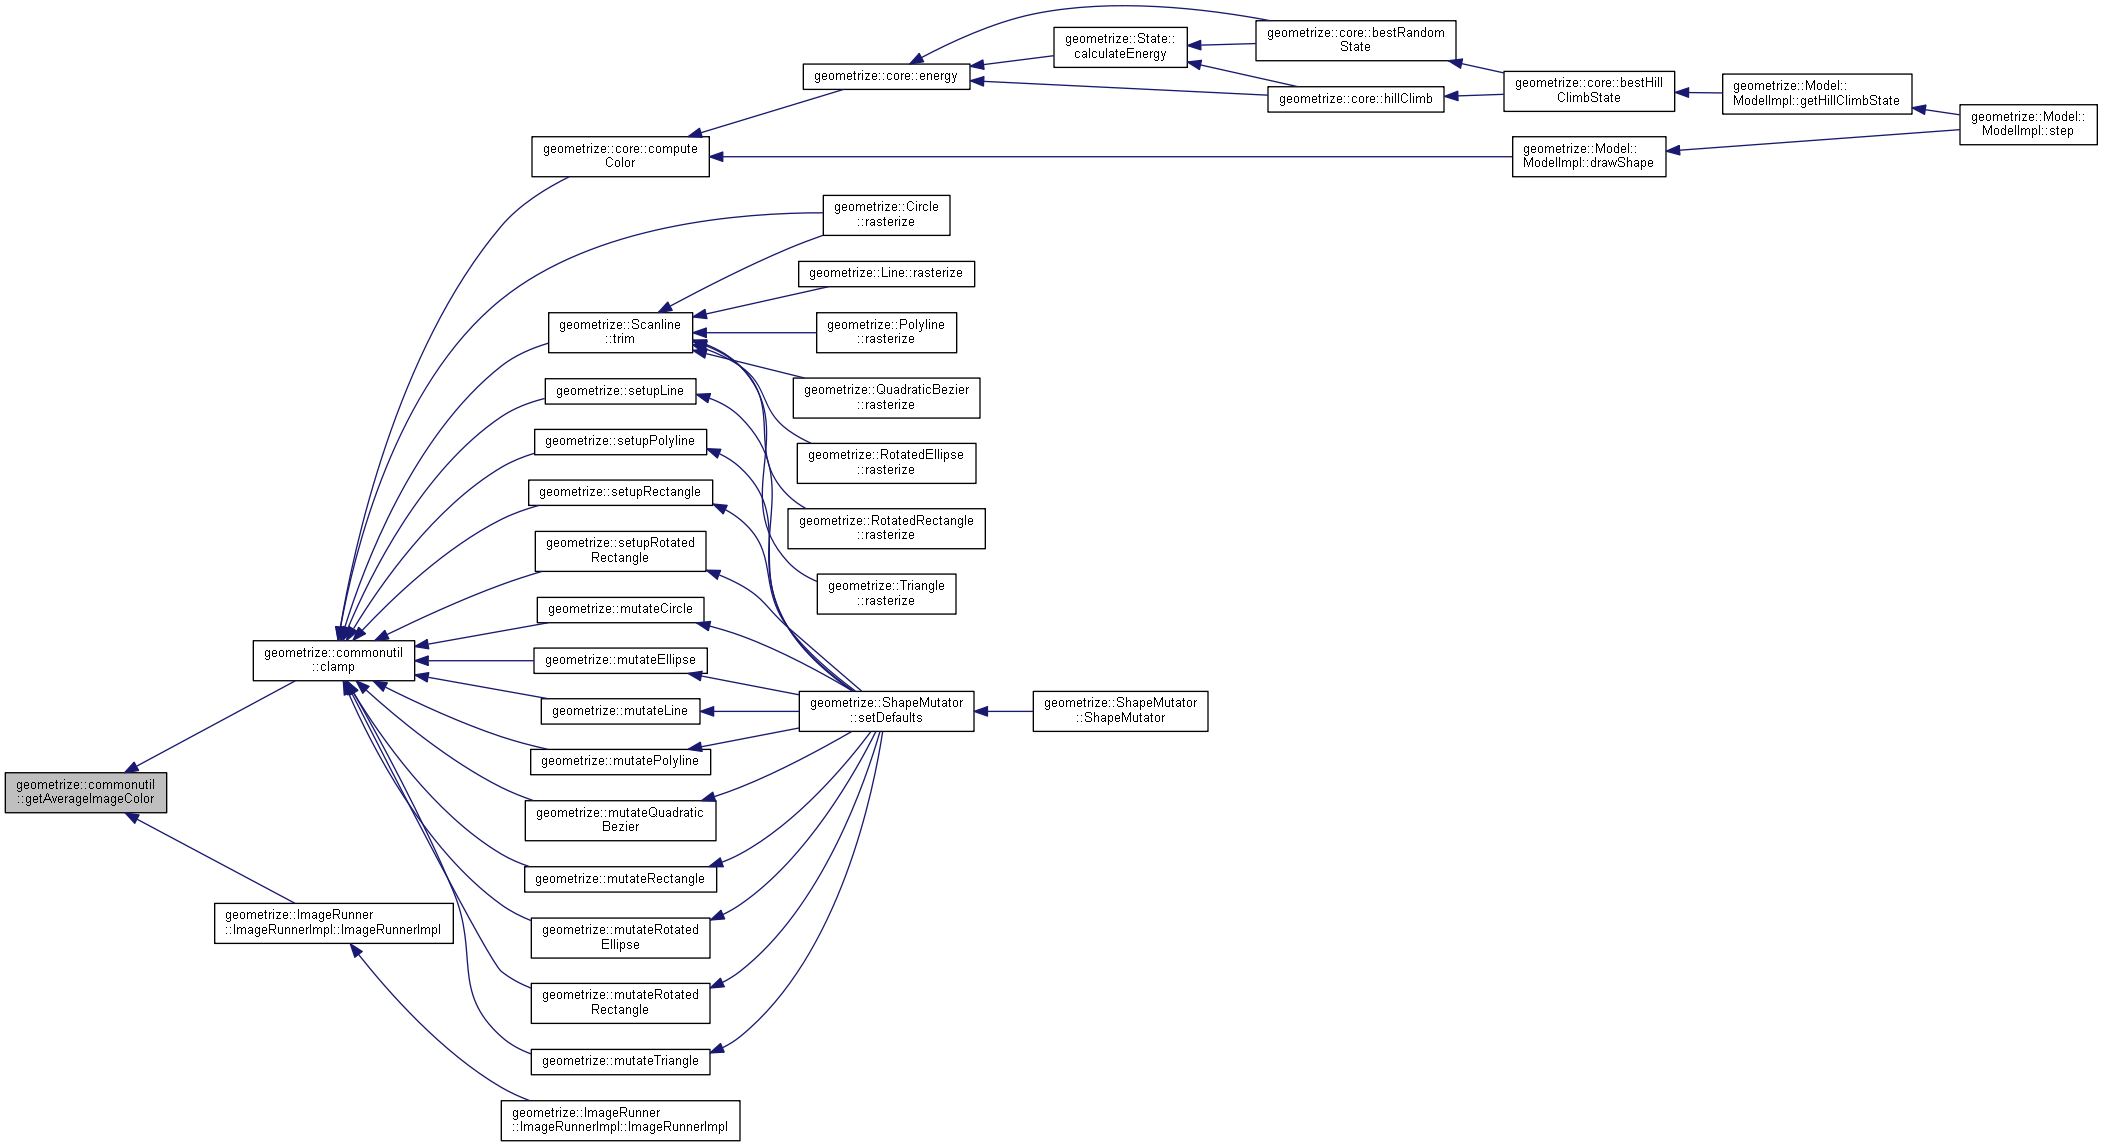 geometrize::core::bestRandom
State
geometrize::State::
calculateEnergy
geometrize::core::energy
geometrize::core::hillClimb
geometrize::core::bestHill
ClimbState
geometrize::Model::
ModelImpl::getHillClimbState
geometrize::Model::
ModelImpl::step
geometrize::core::compute
Color
geometrize::Model::
ModelImpl::drawShape
geometrize::Circle
::rasterize
geometrize::Line::rasterize
geometrize::Scanline
::trim
geometrize::Polyline
::rasterize
geometrize::setupLine
geometrize::QuadraticBezier
::rasterize
geometrize::setupPolyline
geometrize::RotatedEllipse
::rasterize
geometrize::setupRectangle
geometrize::RotatedRectangle
::rasterize
geometrize::setupRotated
Rectangle
geometrize::Triangle
::rasterize
geometrize::mutateCircle
geometrize::commonutil
::clamp
geometrize::mutateEllipse
geometrize::mutateLine
geometrize::ShapeMutator
::setDefaults
geometrize::ShapeMutator
::ShapeMutator
geometrize::mutatePolyline
geometrize::commonutil
::getAverageImageColor
geometrize::mutateQuadratic
Bezier
geometrize::mutateRectangle
geometrize::ImageRunner
::ImageRunnerImpl::ImageRunnerImpl
geometrize::mutateRotated
Ellipse
geometrize::mutateRotated
Rectangle
geometrize::mutateTriangle
geometrize::ImageRunner
::ImageRunnerImpl::ImageRunnerImpl